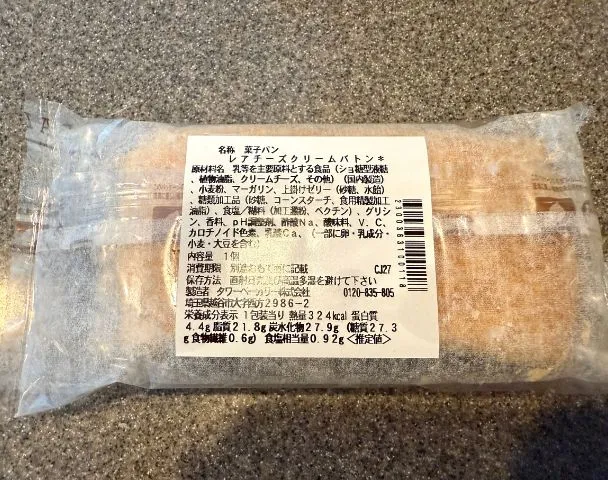 名称 菓子パン
レアチーズクリームバトン*
原材料名 乳等を主要原料とする食品(ショ糖型液糖
、植物油脂、クリームチーズ、その他)(国内製造)
、小麦粉、マーガリン、上掛けゼリー(砂糖、水飴)
、糖類加工品(砂糖、コーンスターチ、食用精製加工
油脂)、食塩/糊料(加工澱粉、ペクチン)、グリシ
ン、香料、pH調整剤、酢酸Na、酸味料、V.C、
カロチノイド色素、乳酸Ca、(一部に卵・乳成分・
小麦・大豆を含む)
内容量 1個
消費期限 別途おもて面に記載 CJ27
保存方法 直射日光及び高温多湿を避けて下さい
製造者 タワーベーカリー株式会社 0120-835-805
埼玉県越谷市大字西方2986-2
栄養成分表示 1包装当り 熱量324kcal 蛋白質
4.4g 脂質21.8g 炭水化物27.9g (糖質27.3
g 食物繊維0.6g) 食塩相当量0.92g<推定値>